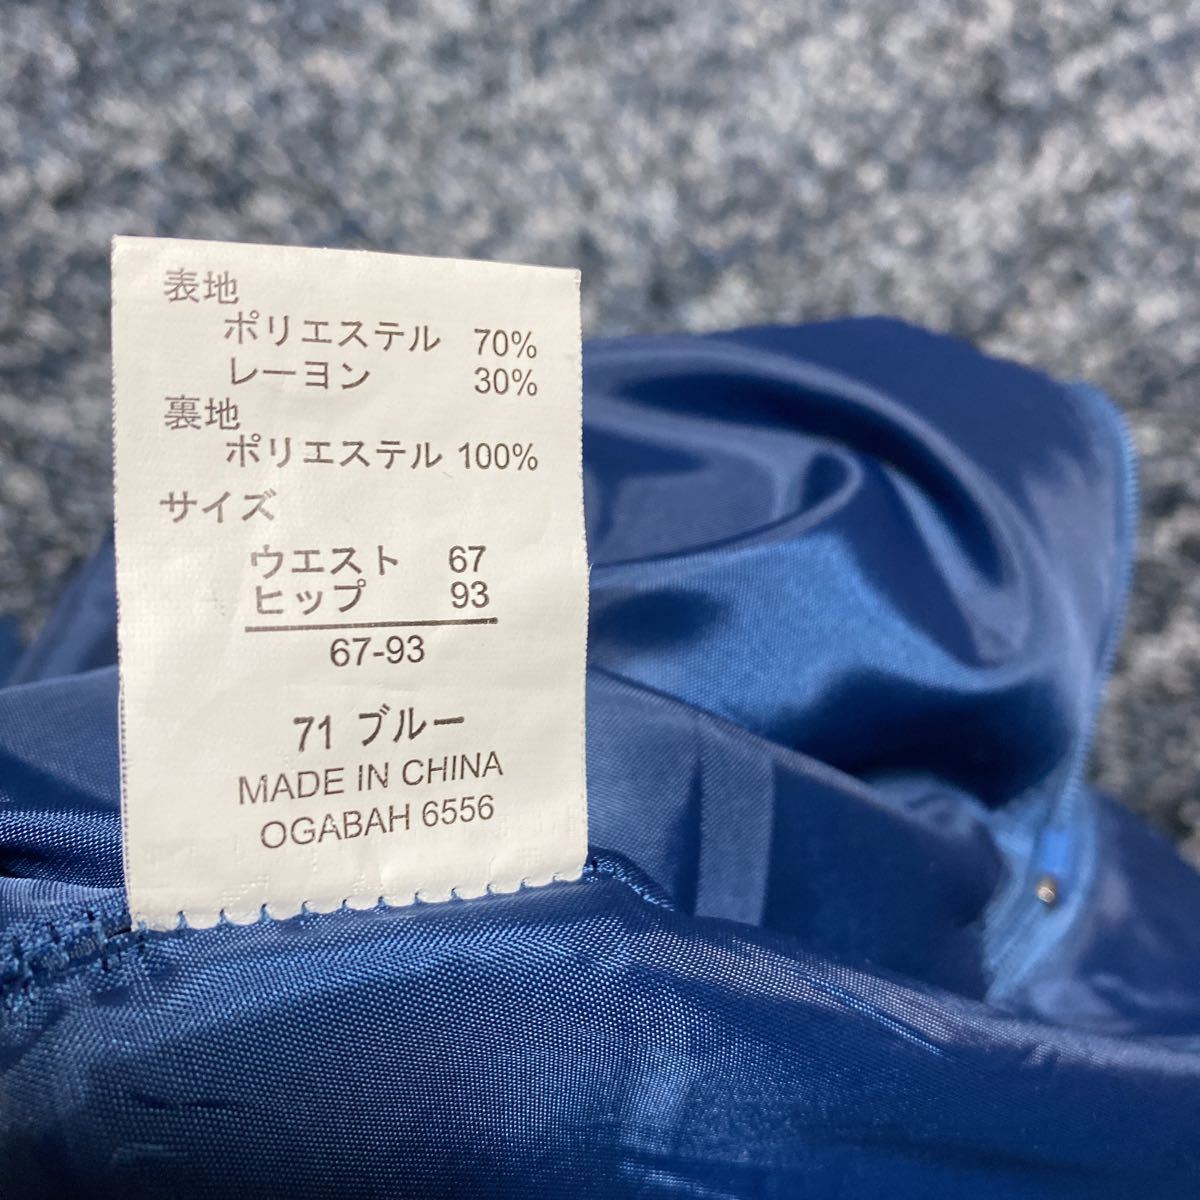 表地
ポリエステル 70%
レーヨン 30%
裏地
ポリエステル 100%
サイズ
ウエスト 67
ヒップ 93
67-93
71 ブルー
MADE IN CHINA
OGABAH 6556